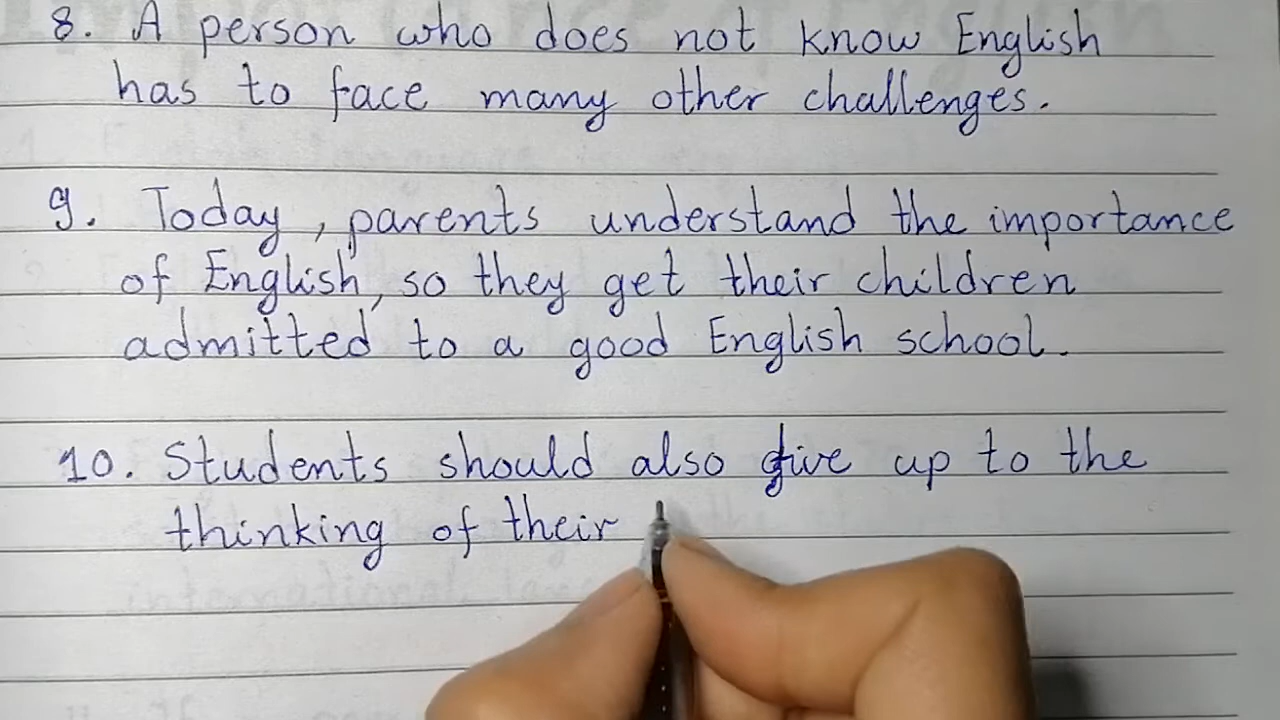 8. A person who does not know English
has to face many other challenges.
9. Today, parents understand the importance
of English, so they get their children
admitted to a good English school.
10. Students should also give up to the
thinking of their